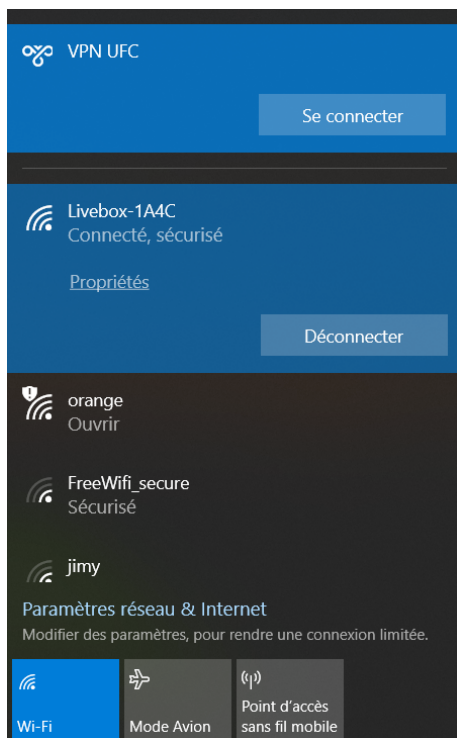 VPN UFC
Se connecter
Livebox-1A4C
Connecté, sécurisé
Propriétés
Déconnecter
orange
Ouvrir
FreeWifi_secure
Sécurisé
jimy
Paramètres réseau & Internet
Modifier des paramètres, pour rendre une connexion limitée.
Wi-Fi
Mode Avion
Point d'accès
sans fil mobile